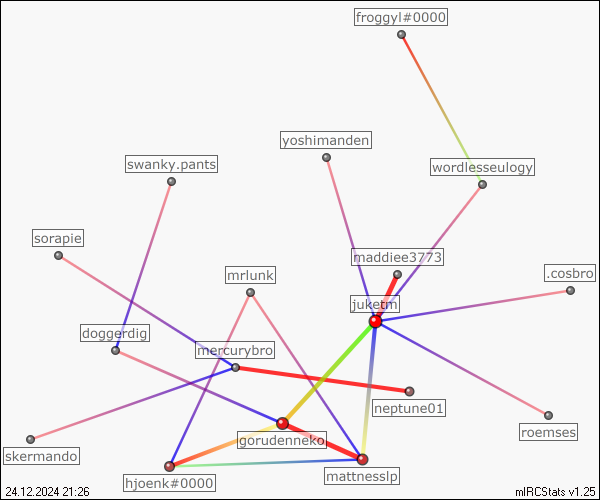 froggyl#0000
yoshimanden
wordlesseulogy
swanky.pants
sorapie
maddiee3773
.cosbro
mrlunk
juketm
doggerdig
mercurybro
neptune01
roemses
gorudenneko
skermando
mattnesslp
hjoenk#0000
24.12.2024 21:26
mIRCStats v1.25